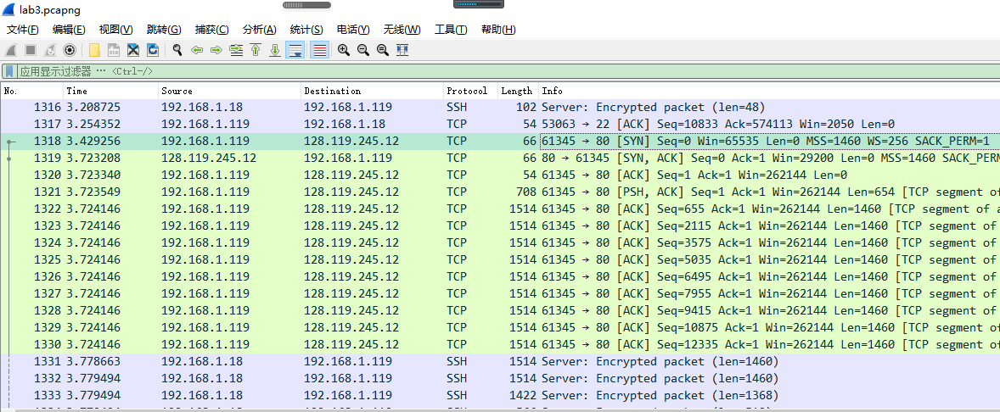 lab3.pcapng
文件(F) 编辑(E) 视图(V) 跳转(G) 捕获(C) 分析(A) 统计(S) 电话(Y) 无线(W) 工具(T) 帮助(H)
应用显示过滤器 … <Ctrl-/>
No. Time Source Destination Protocol Length Info
1316 3.208725 192.168.1.18 192.168.1.119 SSH 102 Server: Encrypted packet (len=48)
1317 3.254352 192.168.1.119 192.168.1.18 TCP 54 53063 → 22 [ACK] Seq=10833 Ack=574113 Win=2050 Len=0
1318 3.429256 192.168.1.119 128.119.245.12 TCP 66 61345 → 80 [SYN] Seq=0 Win=65535 Len=0 MSS=1460 WS=256 SACK_PERM=1
1319 3.723208 128.119.245.12 192.168.1.119 TCP 66 80 → 61345 [SYN, ACK] Seq=0 Ack=1 Win=29200 Len=0 MSS=1460 SACK_PERM
1320 3.723340 192.168.1.119 128.119.245.12 TCP 54 61345 → 80 [ACK] Seq=1 Ack=1 Win=262144 Len=0
1321 3.723549 192.168.1.119 128.119.245.12 TCP 708 61345 → 80 [PSH, ACK] Seq=1 Ack=1 Win=262144 Len=654 [TCP segment of
1322 3.724146 192.168.1.119 128.119.245.12 TCP 1514 61345 → 80 [ACK] Seq=655 Ack=1 Win=262144 Len=1460 [TCP segment of a
1323 3.724146 192.168.1.119 128.119.245.12 TCP 1514 61345 → 80 [ACK] Seq=2115 Ack=1 Win=262144 Len=1460 [TCP segment of
1324 3.724146 192.168.1.119 128.119.245.12 TCP 1514 61345 → 80 [ACK] Seq=3575 Ack=1 Win=262144 Len=1460 [TCP segment of
1325 3.724146 192.168.1.119 128.119.245.12 TCP 1514 61345 → 80 [ACK] Seq=5035 Ack=1 Win=262144 Len=1460 [TCP segment of
1326 3.724146 192.168.1.119 128.119.245.12 TCP 1514 61345 → 80 [ACK] Seq=6495 Ack=1 Win=262144 Len=1460 [TCP segment of
1327 3.724146 192.168.1.119 128.119.245.12 TCP 1514 61345 → 80 [ACK] Seq=7955 Ack=1 Win=262144 Len=1460 [TCP segment of
1328 3.724146 192.168.1.119 128.119.245.12 TCP 1514 61345 → 80 [ACK] Seq=9415 Ack=1 Win=262144 Len=1460 [TCP segment of
1329 3.724146 192.168.1.119 128.119.245.12 TCP 1514 61345 → 80 [ACK] Seq=10875 Ack=1 Win=262144 Len=1460 [TCP segment of
1330 3.724146 192.168.1.119 128.119.245.12 TCP 1514 61345 → 80 [ACK] Seq=12335 Ack=1 Win=262144 Len=1460 [TCP segment of
1331 3.778663 192.168.1.18 192.168.1.119 SSH 1514 Server: Encrypted packet (len=1460)
1332 3.779494 192.168.1.18 192.168.1.119 SSH 1514 Server: Encrypted packet (len=1460)
1333 3.779494 192.168.1.18 192.168.1.119 SSH 1422 Server: Encrypted packet (len=1368)